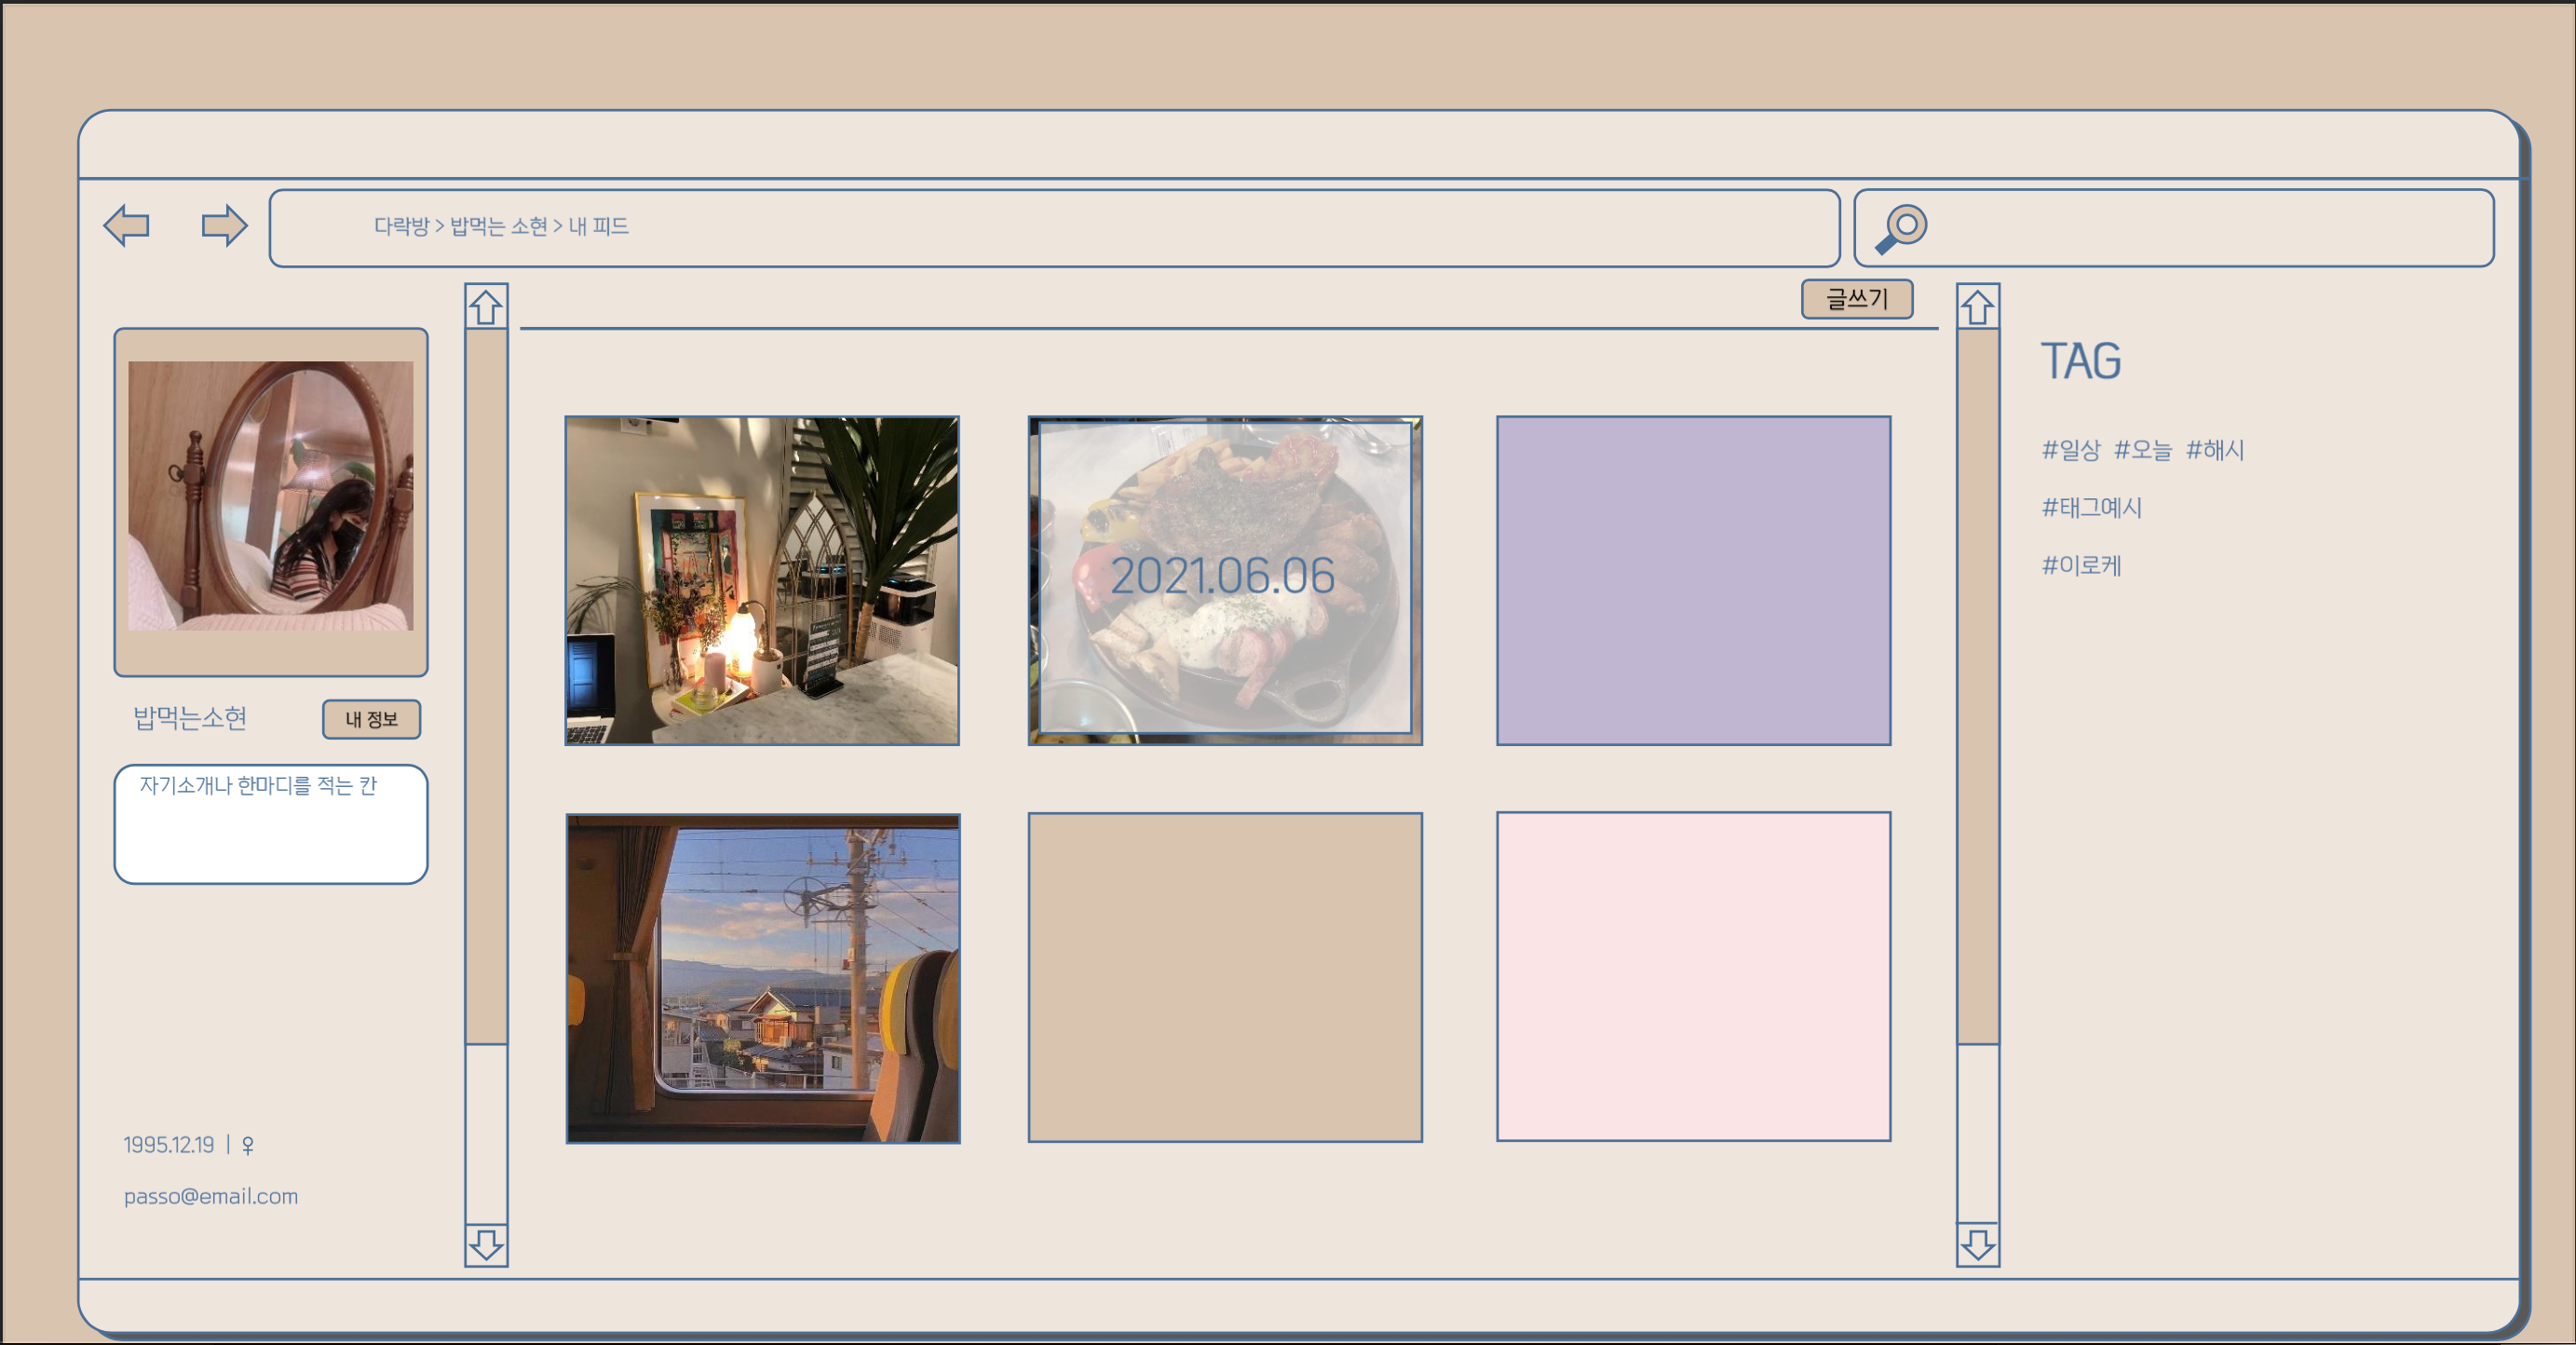 다락방 > 밥먹는 소현 > 내 피드
글쓰기
밥먹는소현
내 정보
자기소개나 한마디를 적는 칸
1995.12.19 | ♀
passo@email.com
2021.06.06
TAG
#일상 #오늘 #해시
#태그예시
#이로케